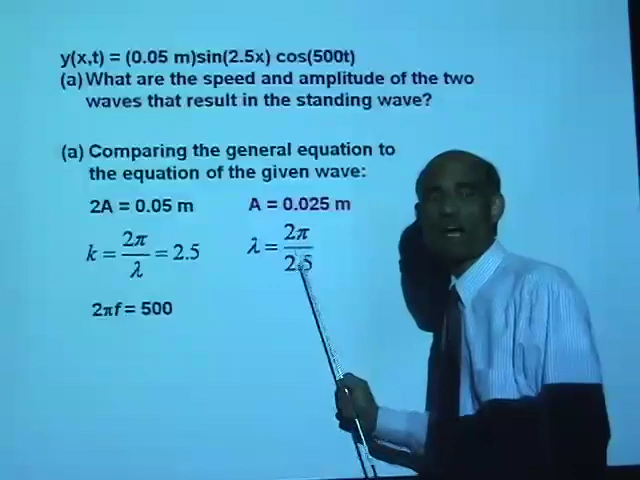 y(x,t) = (0.05 m)sin(2.5x) cos(500t)
(a) What are the speed and amplitude of the two
waves that result in the standing wave?
(a) Comparing the general equation to
the equation of the given wave:
2A = 0.05 m A = 0.025 m
k = 2π/λ = 2.5 λ = 2π/2.5
2πf = 500